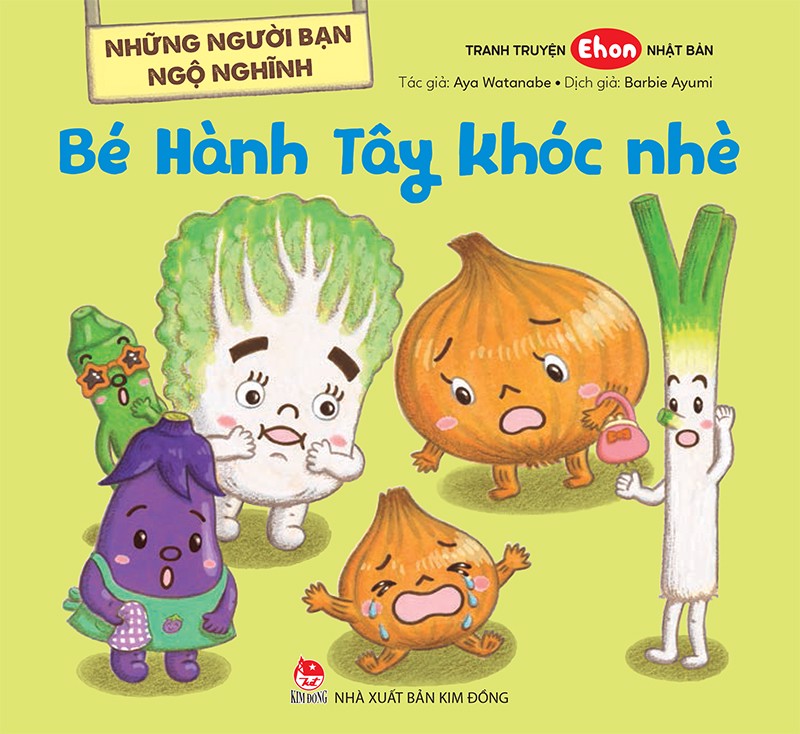 NHỮNG NGƯỜI BẠN
NGỘ NGHĨNH
TRANH TRUYỆN Ehon NHẬT BẢN
Tác giả: Aya Watanabe • Dịch giả: Barbie Ayumi
Bé Hành Tây khóc nhè
KIM ĐỒNG
NHÀ XUẤT BẢN KIM ĐỒNG